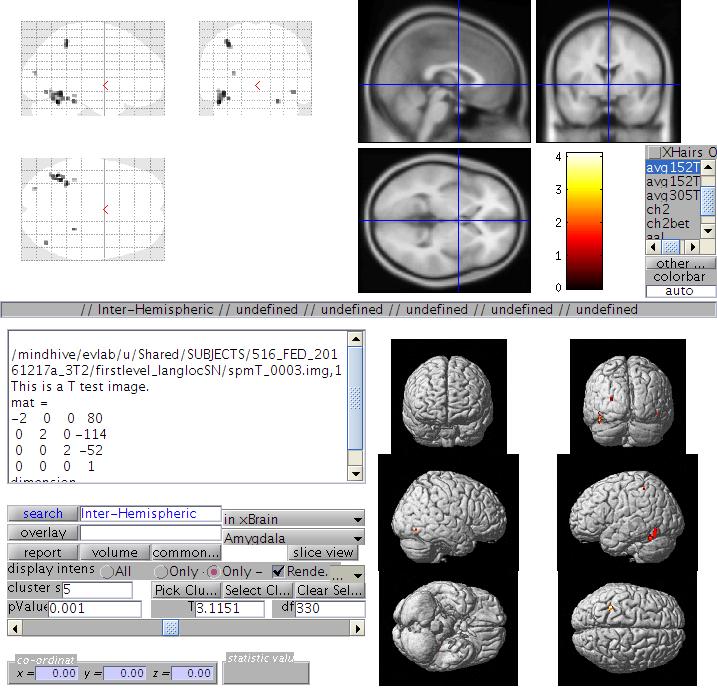 XHairs O
avg152T
avg152T
avg305T
ch2
ch2bet
aal
other ...
colorbar
auto
4
3
2
1
0
// Inter-Hemispheric // undefined // undefined // undefined // undefined // undefined
/mindhive/evlab/u/Shared/SUBJECTS/516_FED_201
61217a_3T2/firstlevel_langlocSN/spmT_0003.img,1
This is a T test image.
mat =
-2 0 0 80
0 2 0 -114
0 0 2 -52
0 0 0 1
dimension
search Inter-Hemispheric in xBrain
overlay Amygdala
report volume common... slice view
display intens All Only + Only - Rende. ...
cluster s 5 Pick Clu... Select Cl... Clear Sel...
pValue 0.001 T 3.1151 df 330
co-ordinat statistic valu
x = 0.00 y = 0.00 z = 0.00